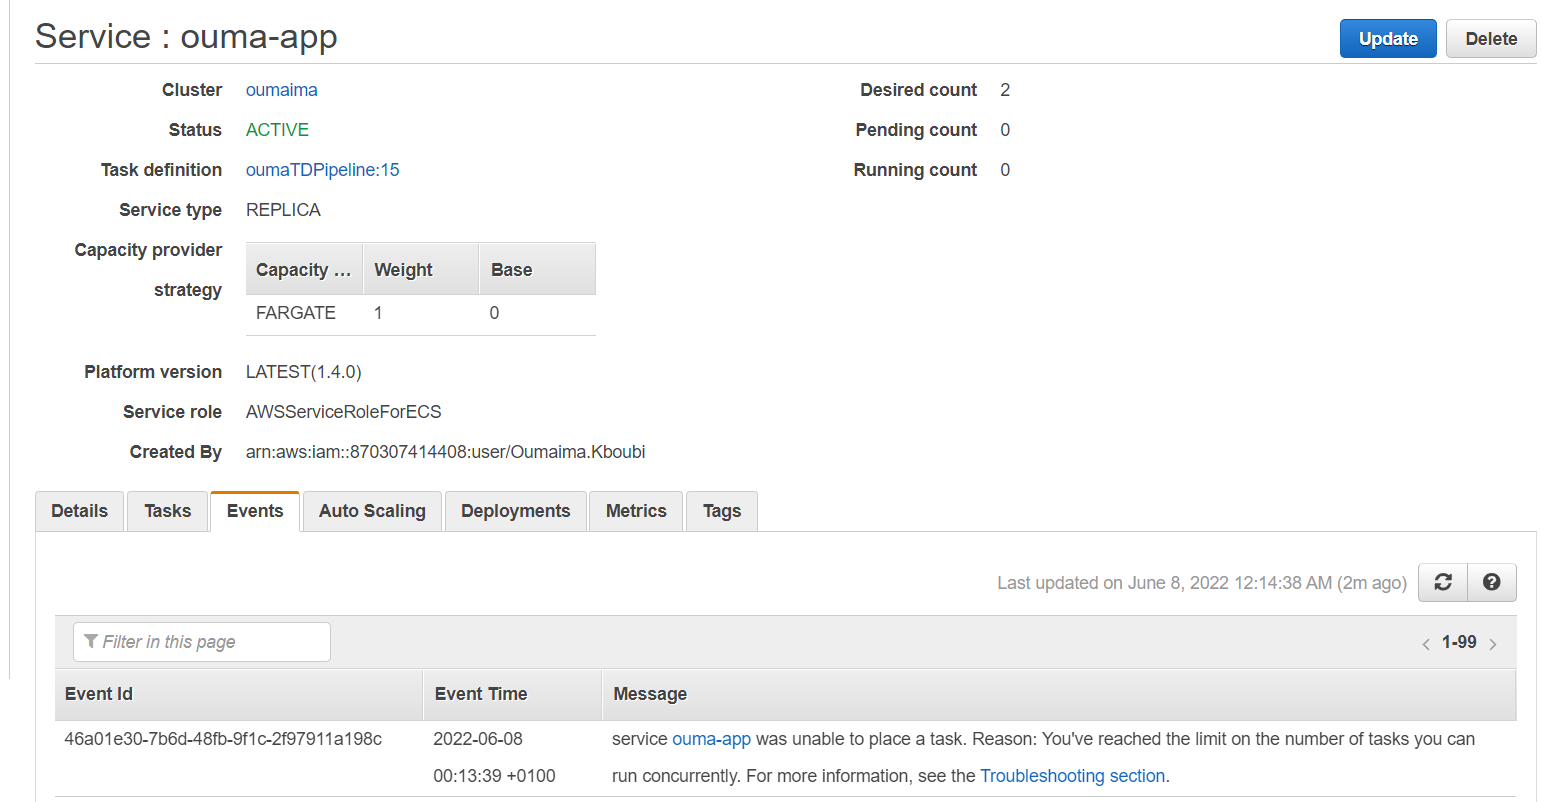 Service : ouma-app
Update
Delete
Cluster oumaima
Desired count 2
Status ACTIVE
Pending count 0
Task definition oumaTDPipeline:15
Running count 0
Service type REPLICA
Capacity provider
strategy
Capacity ... Weight Base
FARGATE 1 0
Platform version LATEST(1.4.0)
Service role AWSServiceRoleForECS
Created By arn:aws:iam::870307414408:user/Oumaima.Kboubi
Details Tasks Events Auto Scaling Deployments Metrics Tags
Last updated on June 8, 2022 12:14:38 AM (2m ago)
Filter in this page
< 1-99 >
Event Id Event Time Message
46a01e30-7b6d-48fb-9f1c-2f97911a198c 2022-06-08 service ouma-app was unable to place a task. Reason: You've reached the limit on the number of tasks you can
00:13:39 +0100 run concurrently. For more information, see the Troubleshooting section.